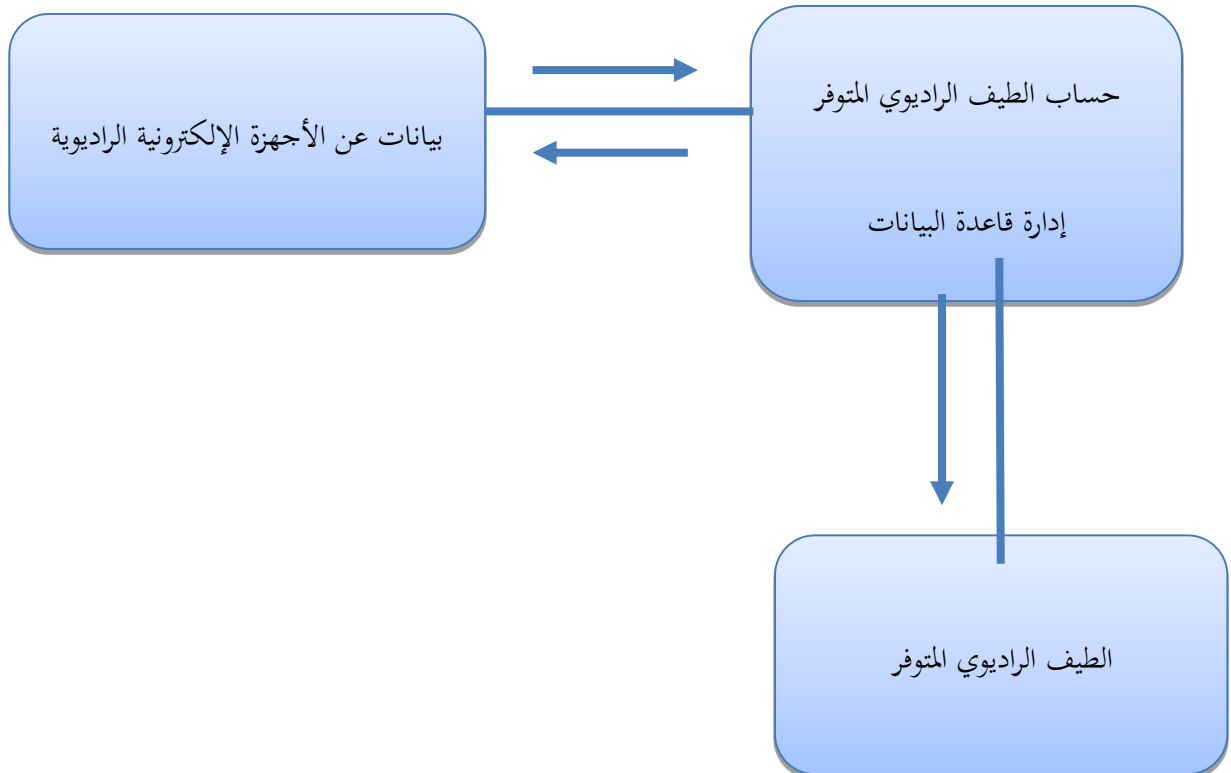 حساب الطيف الراديوي المتوفر
إدارة قاعدة البيانات
بيانات عن الأجهزة الإلكترونية الراديوية
الطيف الراديوي المتوفر